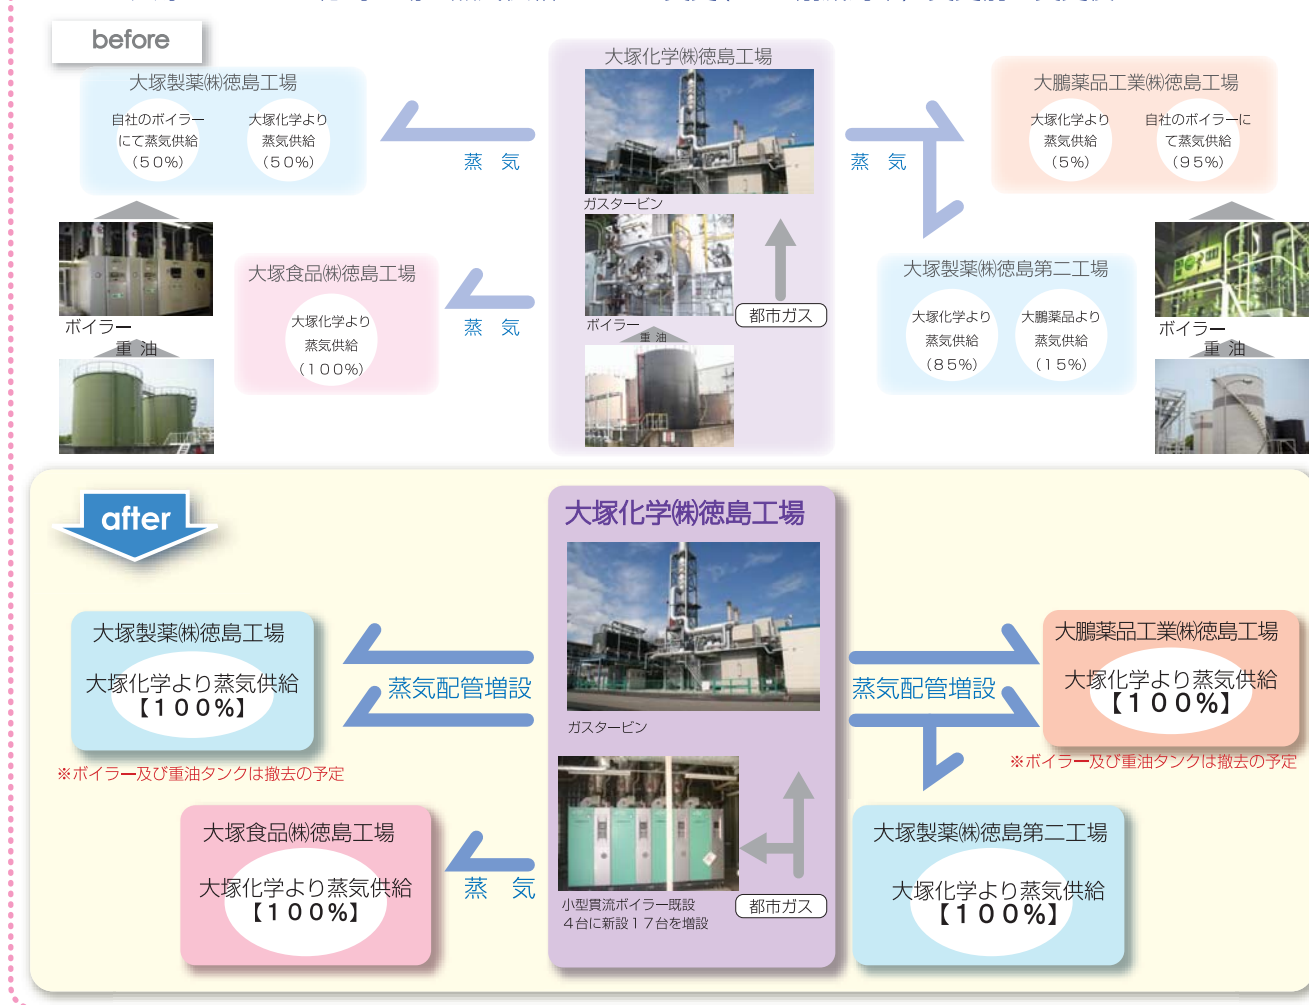 before
大塚製薬㈱徳島工場
自社のボイラー
にて蒸気供給
(50%)
大塚化学より
蒸気供給
(50%)
蒸 気
大塚化学㈱徳島工場
ガスタービン
ボイラー
重 油
都市ガス
蒸 気
大鵬薬品工業㈱徳島工場
大塚化学より
蒸気供給
(5%)
自社のボイラーに
て蒸気供給
(95%)
ボイラー
重 油
大塚食品㈱徳島工場
大塚化学より
蒸気供給
(100%)
蒸 気
大塚製薬㈱徳島第二工場
大塚化学より
蒸気供給
(85%)
大鵬薬品より
蒸気供給
(15%)
ボイラー
重 油
after
大塚化学㈱徳島工場
ガスタービン
小型貫流ボイラー既設
4台に新設17台を増設
都市ガス
大塚製薬㈱徳島工場
大塚化学より蒸気供給
【100%】
※ボイラー及び重油タンクは撤去の予定
蒸気配管増設
蒸気配管増設
大鵬薬品工業㈱徳島工場
大塚化学より蒸気供給
【100%】
※ボイラー及び重油タンクは撤去の予定
大塚食品㈱徳島工場
大塚化学より蒸気供給
【100%】
蒸 気
大塚製薬㈱徳島第二工場
大塚化学より蒸気供給
【100%】